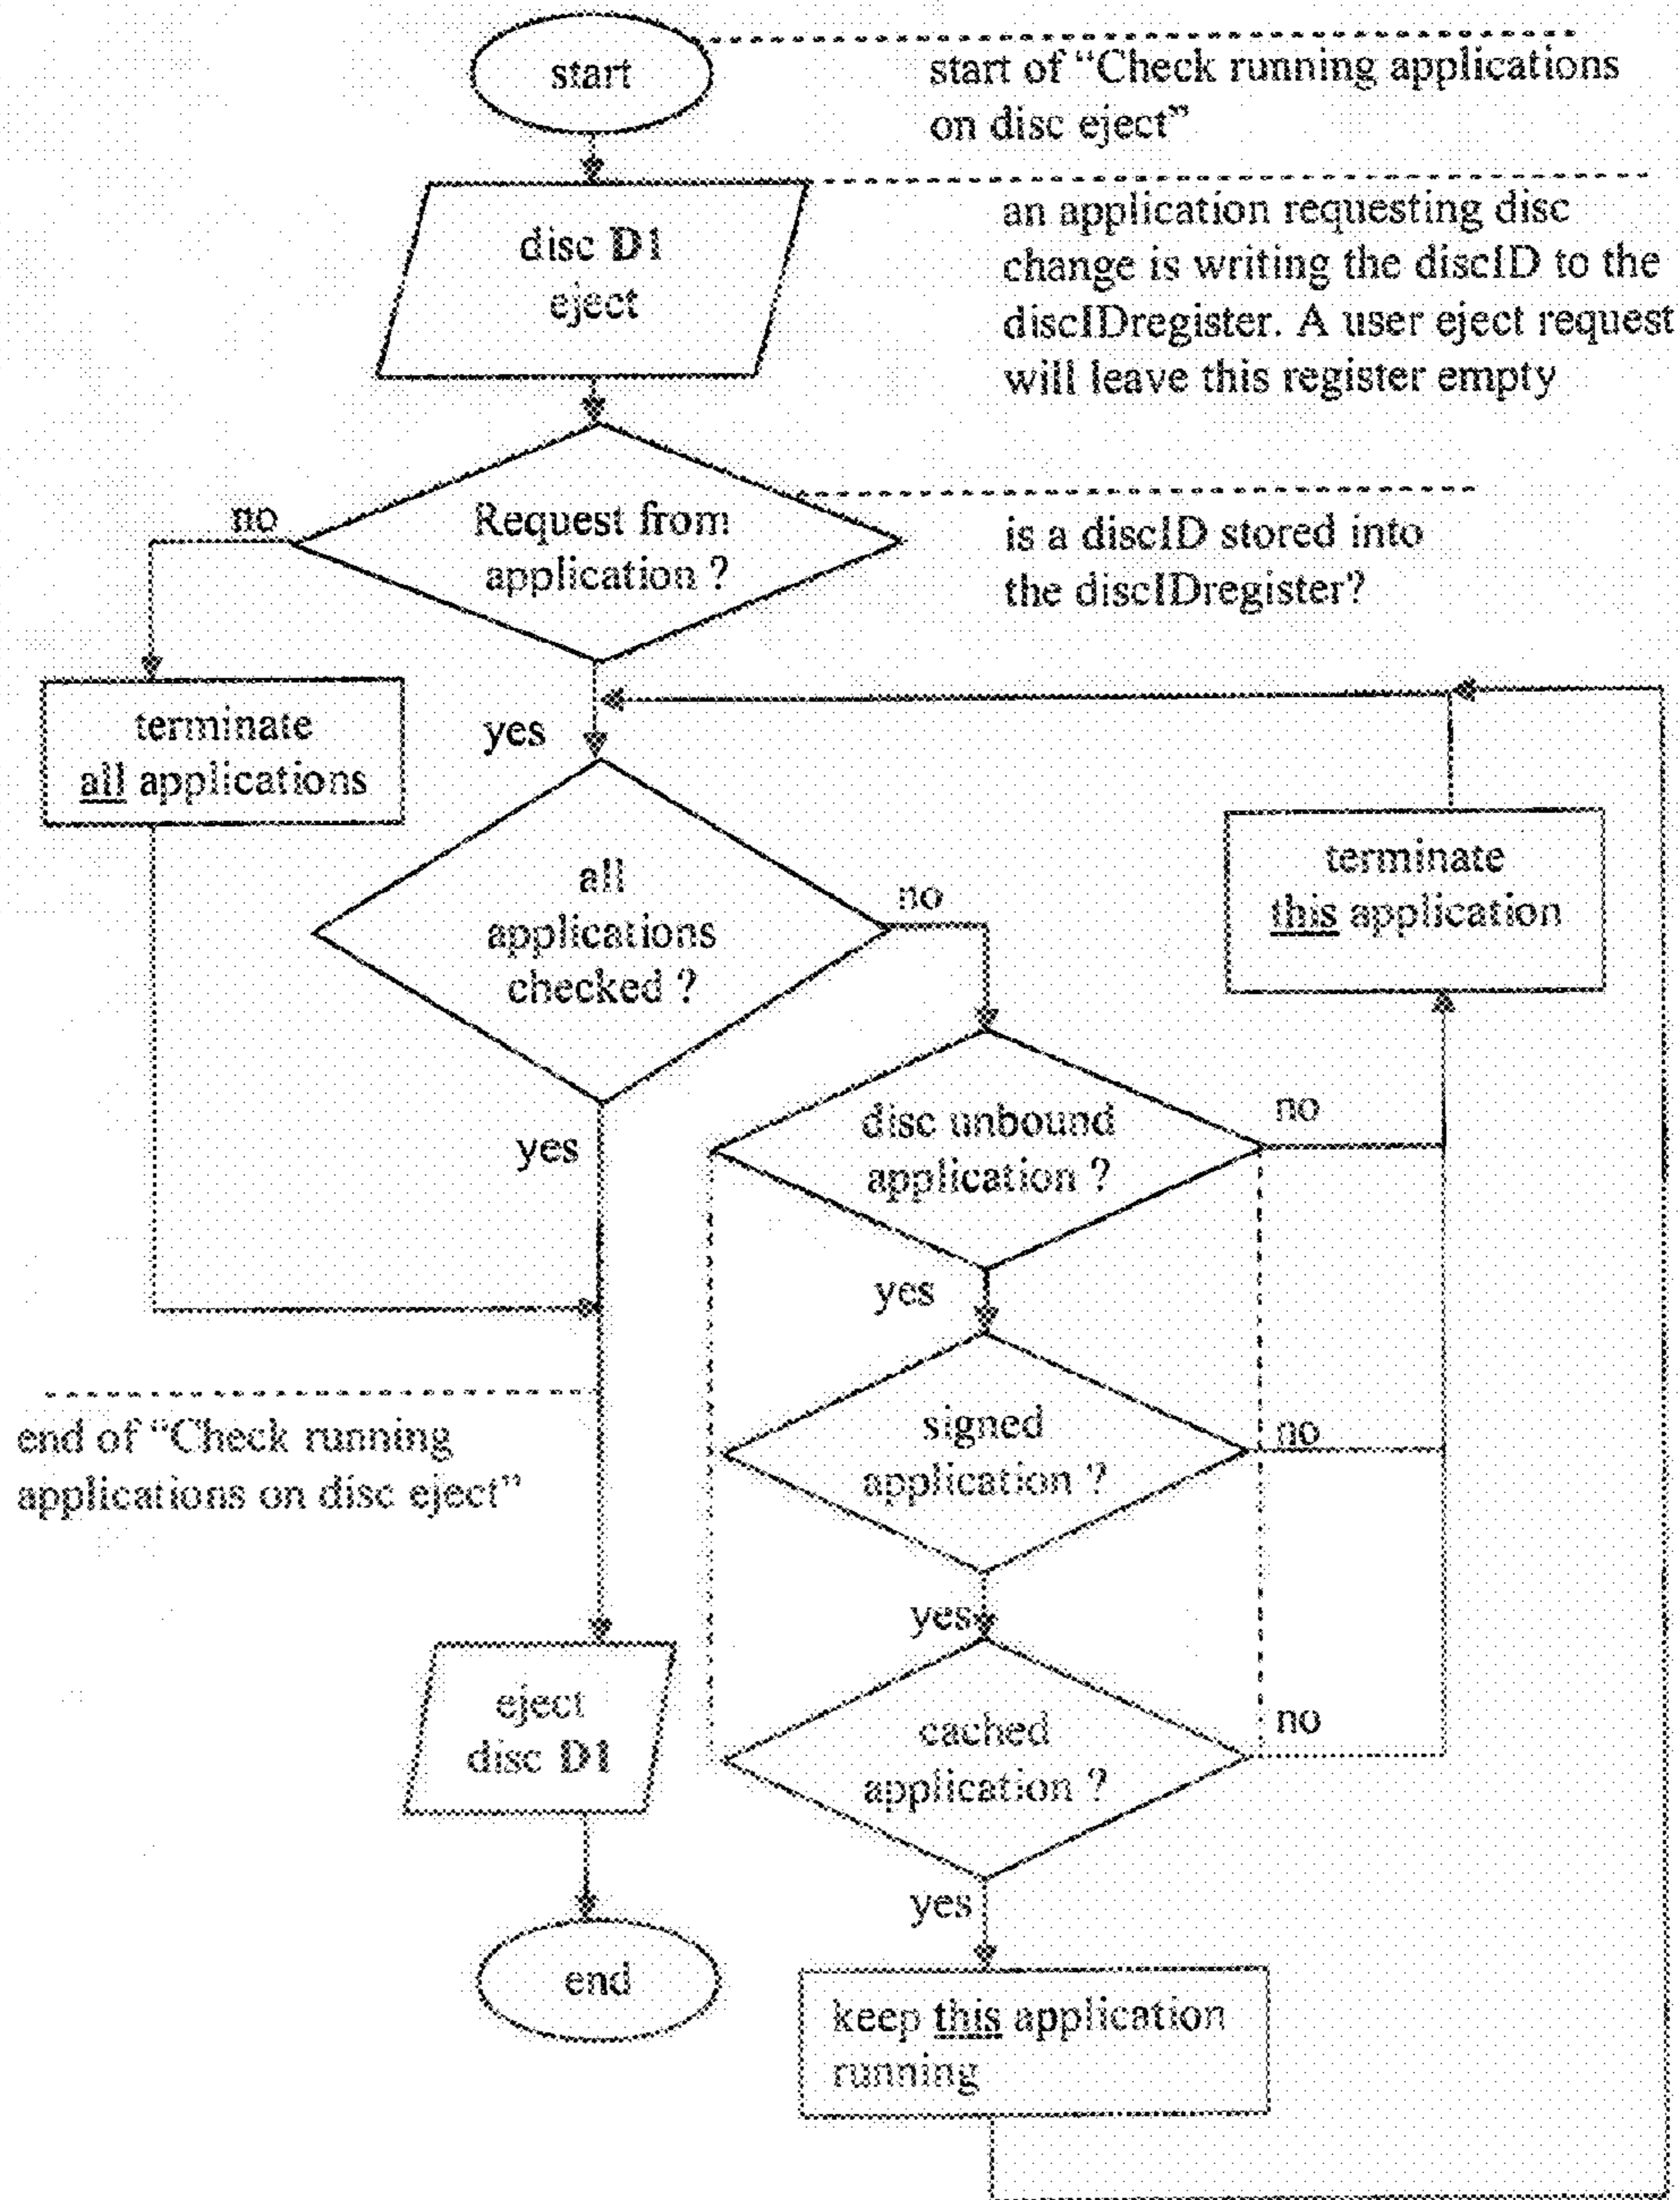 start
start of “Check running applications
on disc eject”
disc D1
eject
an application requesting disc
change is writing the discID to the
discIDregister. A user eject request
will leave this register empty
no
Request from
application ?
is a discID stored into
the discIDregister?
terminate
all applications
yes
all
applications
checked ?
no
terminate
this application
yes
disc unbound
application ?
no
yes
end of “Check running
applications on disc eject”
signed
application ?
no
yes
eject
disc D1
cached
application ?
no
yes
end
keep this application
running